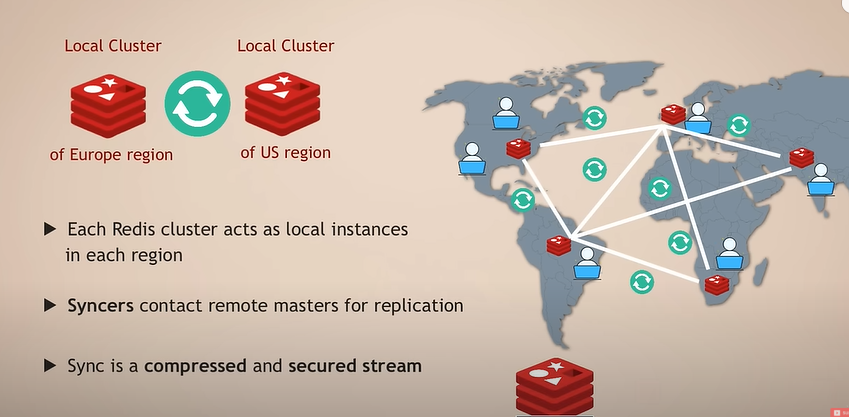 Local Cluster
Local Cluster
of Europe region
of US region
Each Redis cluster acts as local instances
in each region
Syncers contact remote masters for replication
Sync is a compressed and secured stream